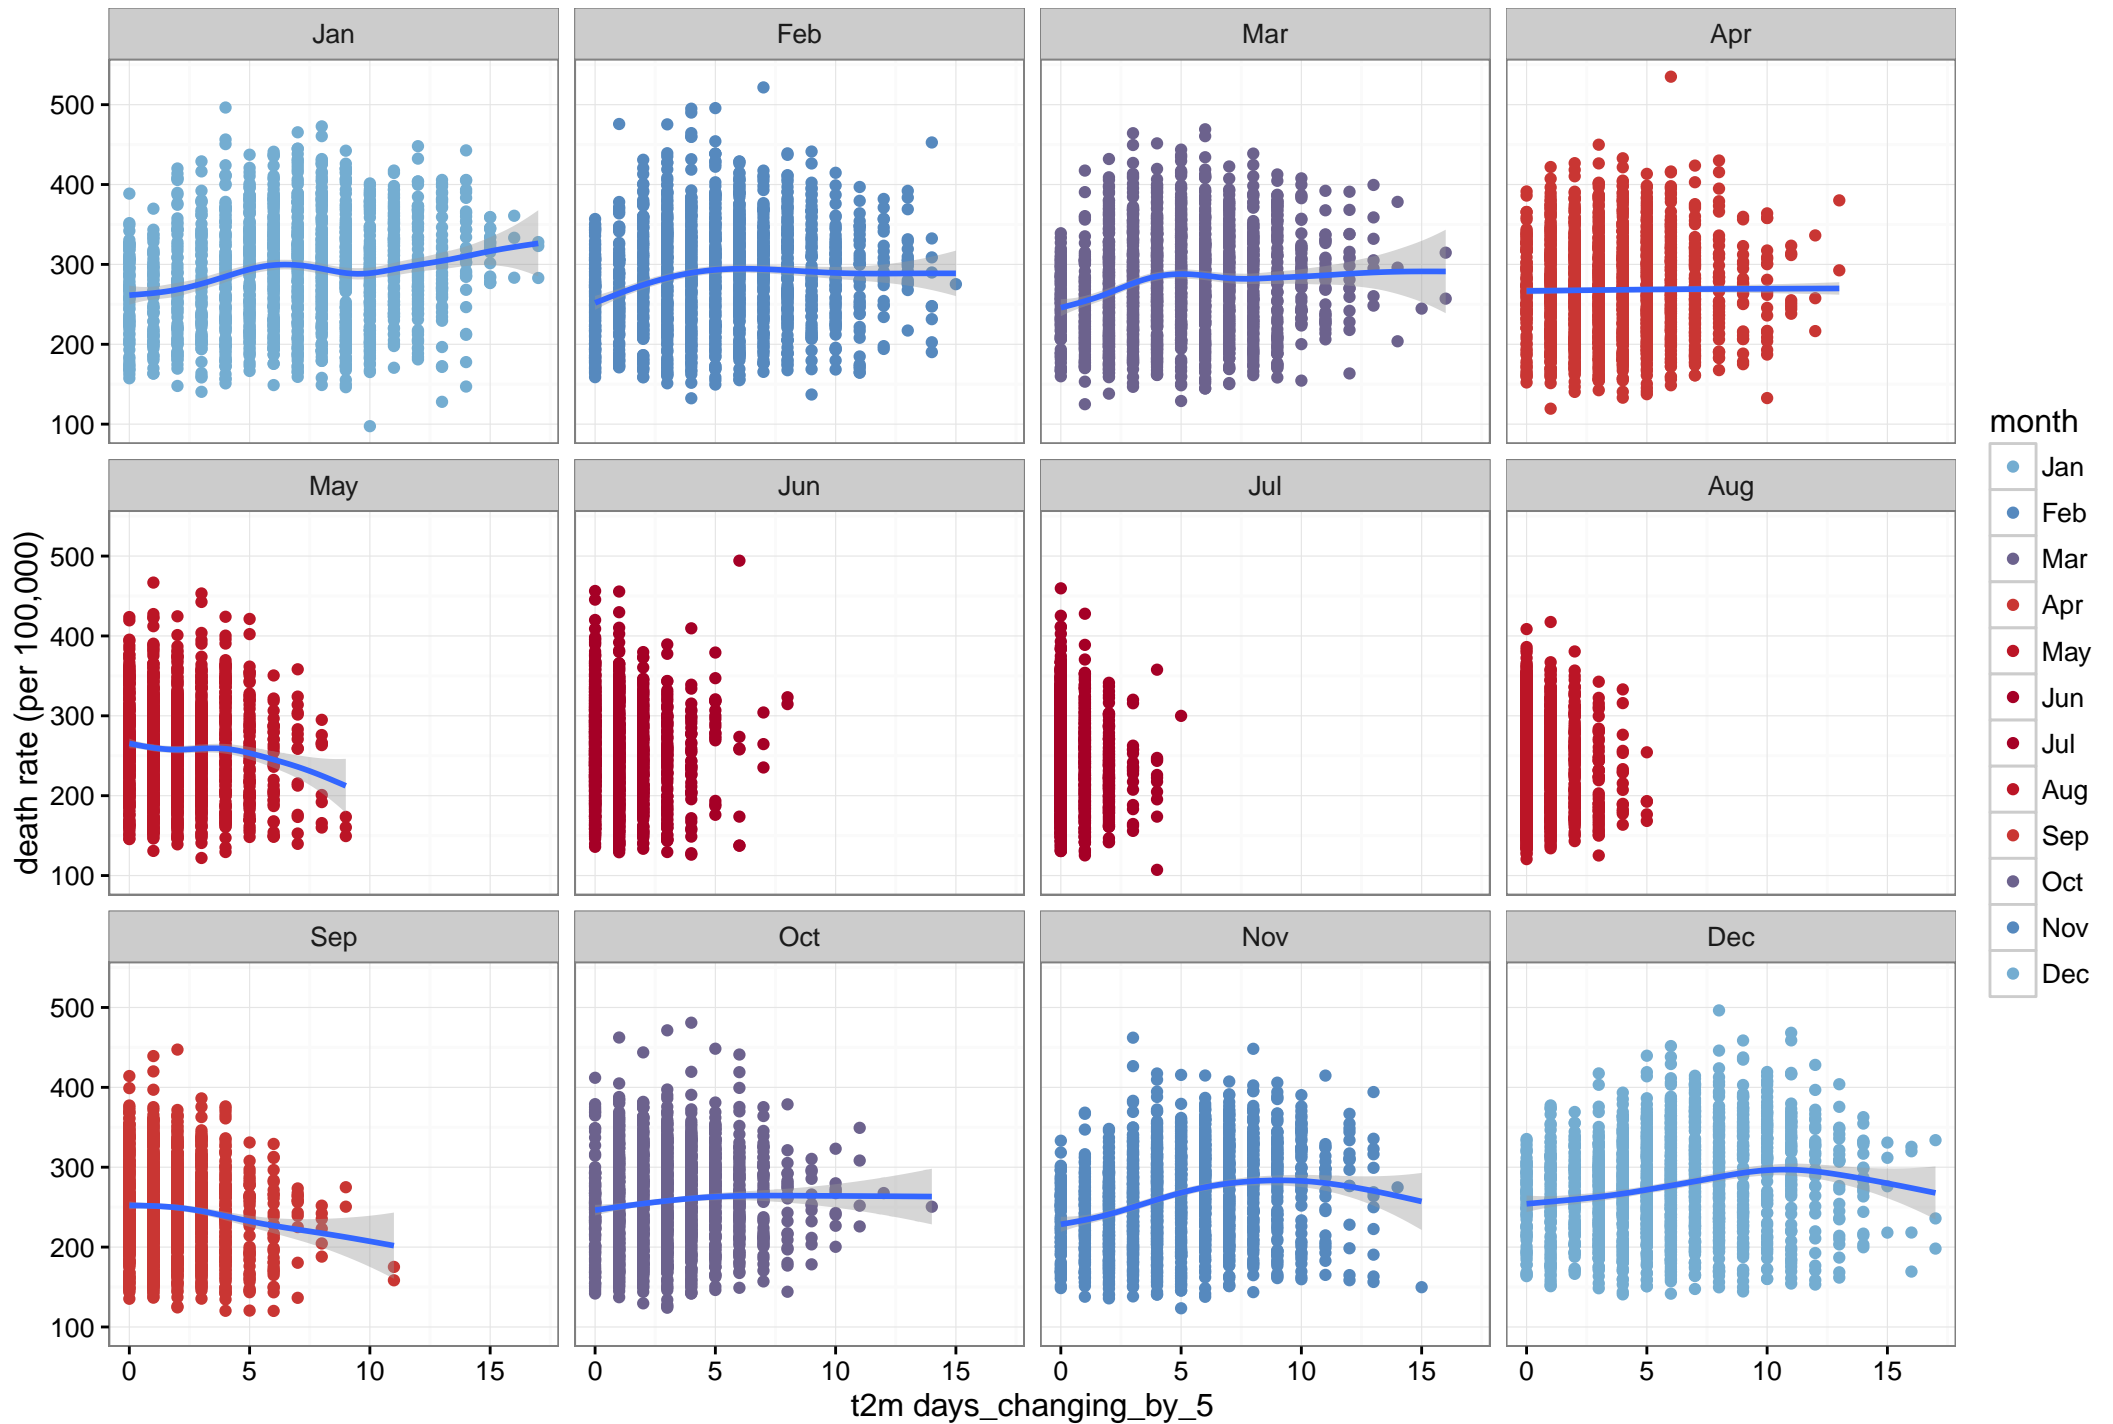 Jan Feb Mar Apr
500
400
300
200
100
May Jun Jul Aug
500
400
300
200
100
Sep Oct Nov Dec
500
400
300
200
100
0 5 10 15 0 5 10 15 0 5 10 15 0 5 10 15
t2m days_changing_by_5
death rate (per 100,000)
month
Jan
Feb
Mar
Apr
May
Jun
Jul
Aug
Sep
Oct
Nov
Dec